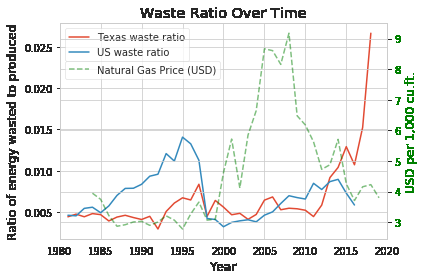 Waste Ratio Over Time
Texas waste ratio
US waste ratio
Natural Gas Price (USD)
Ratio of energy wasted to produced
0.025
0.020
0.015
0.010
0.005
9
8
7
6
5
4
3
USD per 1,000 cu.ft.
1980 1985 1990 1995 2000 2005 2010 2015 2020
Year